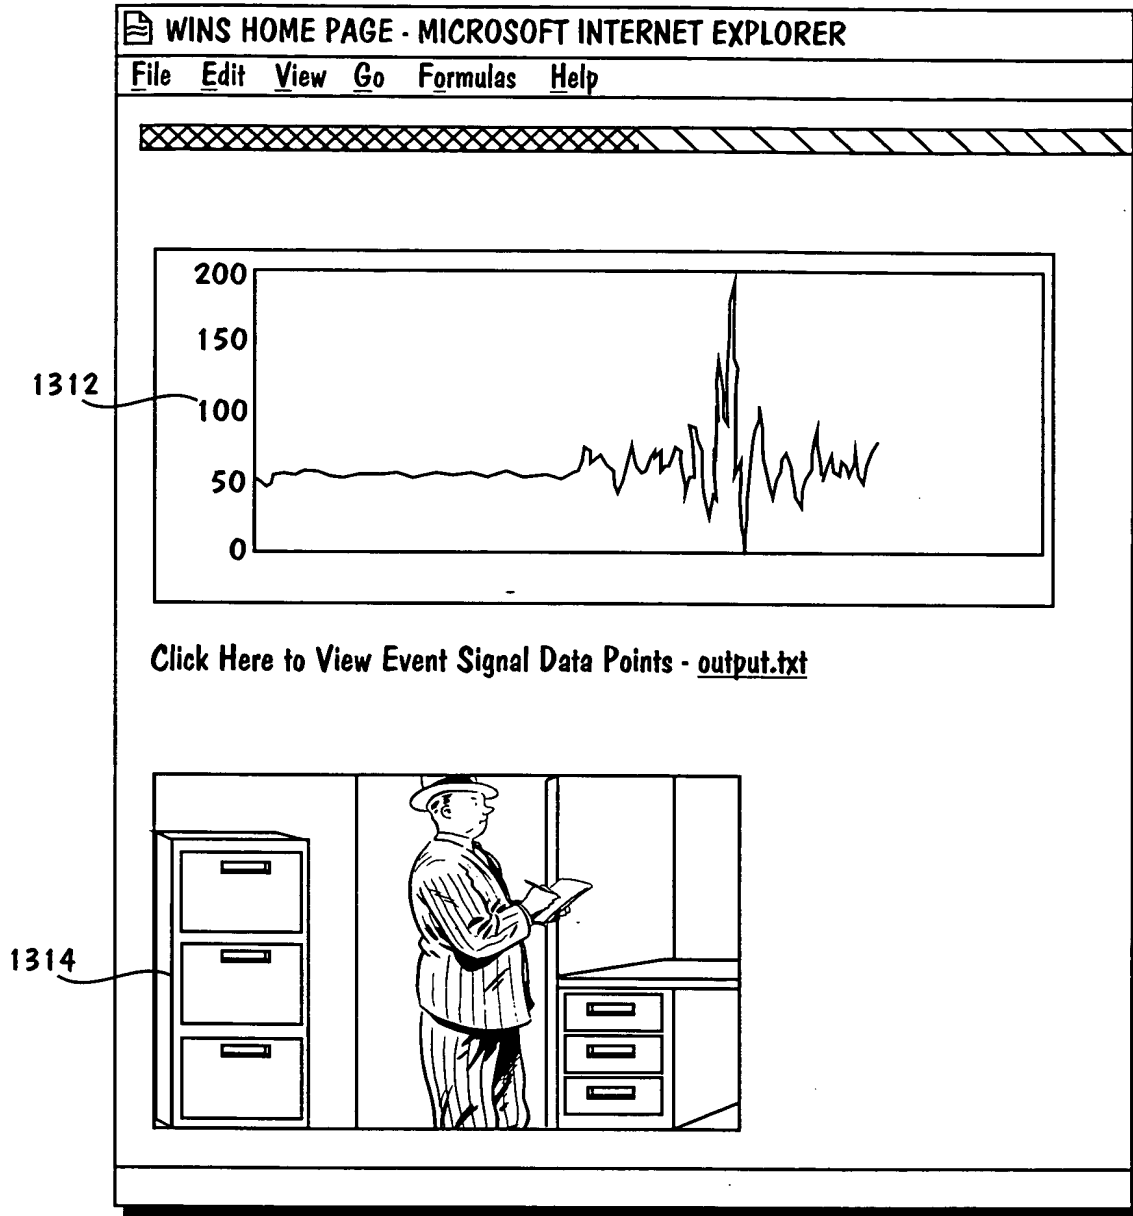 WINS HOME PAGE - MICROSOFT INTERNET EXPLORER
File Edit View Go Formulas Help
200
150
1312
100
50
0
Click Here to View Event Signal Data Points - output.txt
1314